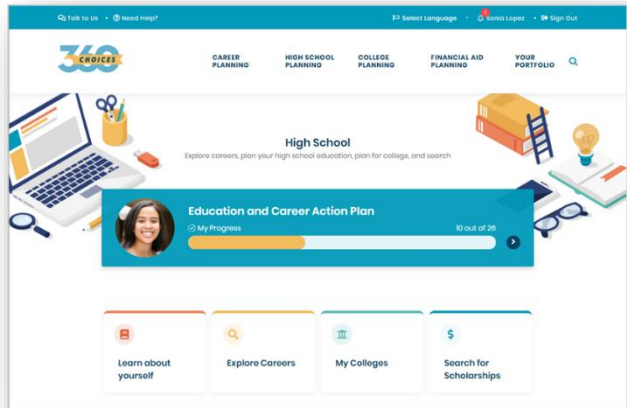 Talk to Us • Need Help?
Select Language • Sonia Lopez • Sign Out
360
CHOICES
CAREER
PLANNING
HIGH SCHOOL
PLANNING
COLLEGE
PLANNING
FINANCIAL AID
PLANNING
YOUR
PORTFOLIO
High School
Explore careers, plan your high school education, plan for college, and search
Education and Career Action Plan
My Progress
10 out of 26
Learn about
yourself
Explore Careers
My Colleges
Search for
Scholarships